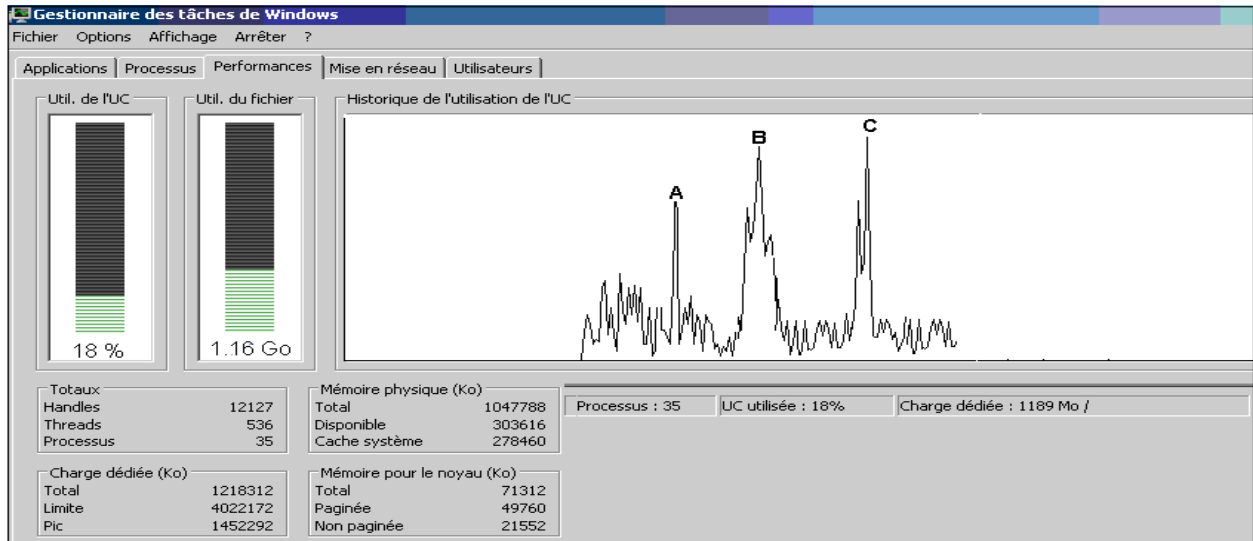 Gestionnaire des tâches de Windows
Fichier Options Affichage Arrêter ?
Applications Processus Performances Mise en réseau Utilisateurs
Util. de l'UC
18 %
Util. du fichier
1.16 Go
Historique de l'utilisation de l'UC
A
B
C
Totaux
Handles 12127
Threads 536
Processus 35
Mémoire physique (Ko)
Total 1047788
Disponible 303616
Cache système 278460
Processus : 35 UC utilisée : 18% Charge dédiée : 1189 Mo /
Charge dédiée (Ko)
Total 1218312
Limite 4022172
Pic 1452292
Mémoire pour le noyau (Ko)
Total 71312
Paginée 49760
Non paginée 21552